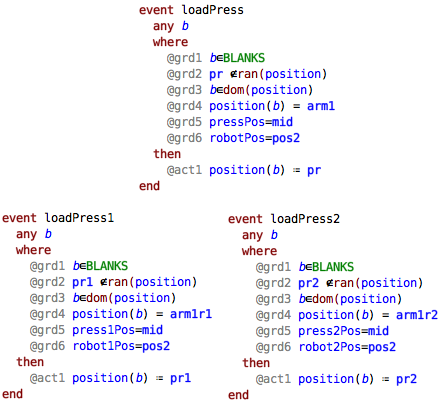 event loadPress
any b
where
@grd1 b∈BLANKS
@grd2 pr ∉ran(position)
@grd3 b∈dom(position)
@grd4 position(b) = arm1
@grd5 pressPos=mid
@grd6 robotPos=pos2
then
@act1 position(b) ≔ pr
end
event loadPress1
any b
where
@grd1 b∈BLANKS
@grd2 pr1 ∉ran(position)
@grd3 b∈dom(position)
@grd4 position(b) = arm1r1
@grd5 press1Pos=mid
@grd6 robot1Pos=pos2
then
@act1 position(b) ≔ pr1
end
event loadPress2
any b
where
@grd1 b∈BLANKS
@grd2 pr2 ∉ran(position)
@grd3 b∈dom(position)
@grd4 position(b) = arm1r2
@grd5 press2Pos=mid
@grd6 robot2Pos=pos2
then
@act1 position(b) ≔ pr2
end